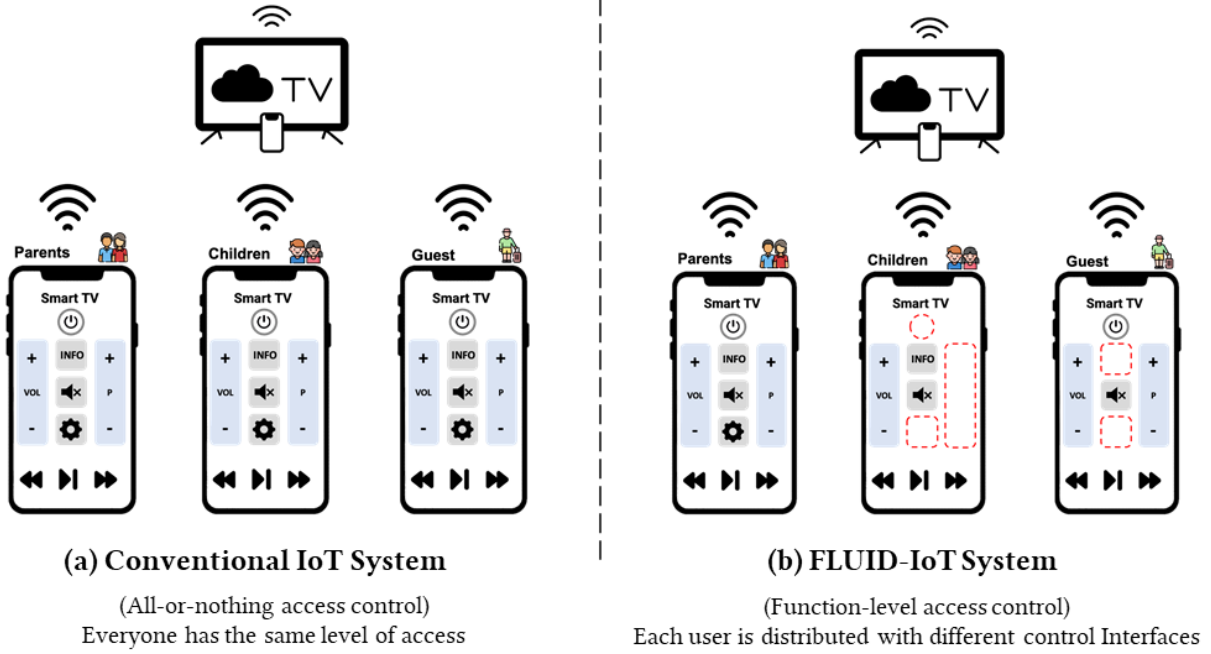 TV
Parents
Smart TV
INFO
+ +
VOL P
- -
Children
Smart TV
INFO
+ +
VOL P
- -
Guest
Smart TV
INFO
+ +
VOL P
- -
(a) Conventional IoT System
(All-or-nothing access control)
Everyone has the same level of access
TV
Parents
Smart TV
INFO
+ +
VOL P
- -
Children
Smart TV
INFO
+
VOL
-
Guest
Smart TV
+ +
VOL P
- -
(b) FLUID-IoT System
(Function-level access control)
Each user is distributed with different control Interfaces